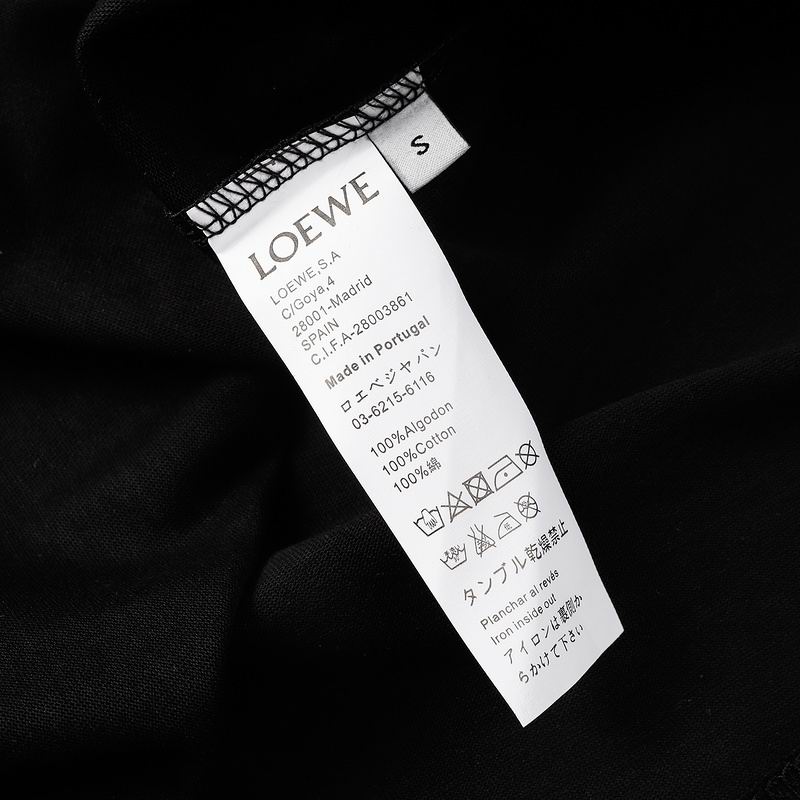 S
LOEWE
LOEWE,S.A
C/Goya,4
28001-Madrid
SPAIN
C.I.F.A-28003861
Made in Portugal
ロエベジャパン
03-6215-6116
100%Algodon
100%Cotton
100%綿
タンブル乾燥禁止
Planchar al revés
Iron inside out
アイロンは裏側か
らかけて下さい